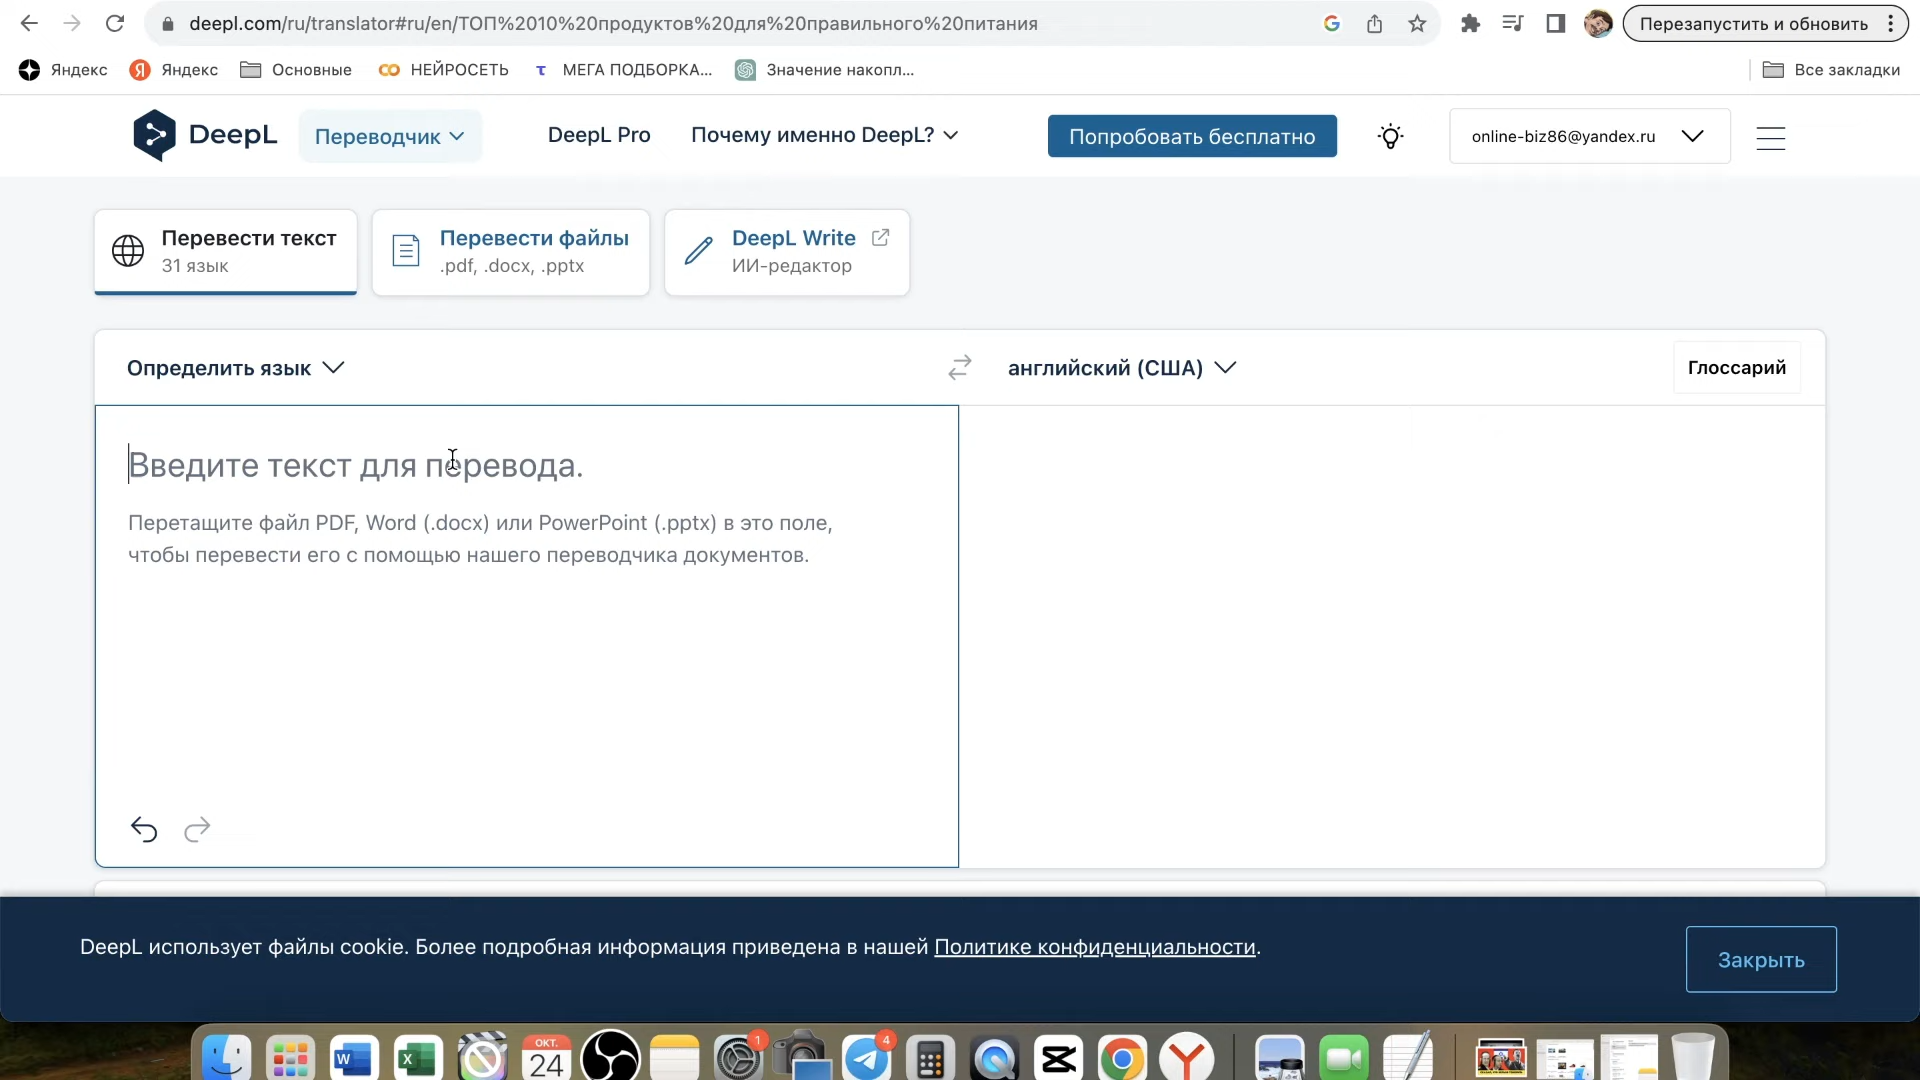 deepl.com/ru/translator#ru/en/ТОП%2010%20продуктов%20для%20правильного%20питания
Перезапустить и обновить
Яндекс
Яндекс
Основные
НЕЙРОСЕТЬ
МЕГА ПОДБОРКА...
Значение накопл...
Все закладки
DeepL
Переводчик
DeepL Pro
Почему именно DeepL?
Попробовать бесплатно
online-biz86@yandex.ru
Перевести текст
31 язык
Перевести файлы
.pdf, .docx, .pptx
DeepL Write
ИИ-редактор
Определить язык
английский (США)
Глоссарий
Введите текст для перевода.
Перетащите файл PDF, Word (.docx) или PowerPoint (.pptx) в это поле,
чтобы перевести его с помощью нашего переводчика документов.
DeepL использует файлы cookie. Более подробная информация приведена в нашей Политике конфиденциальности.
Закрыть
ОКТ.
24
1
4